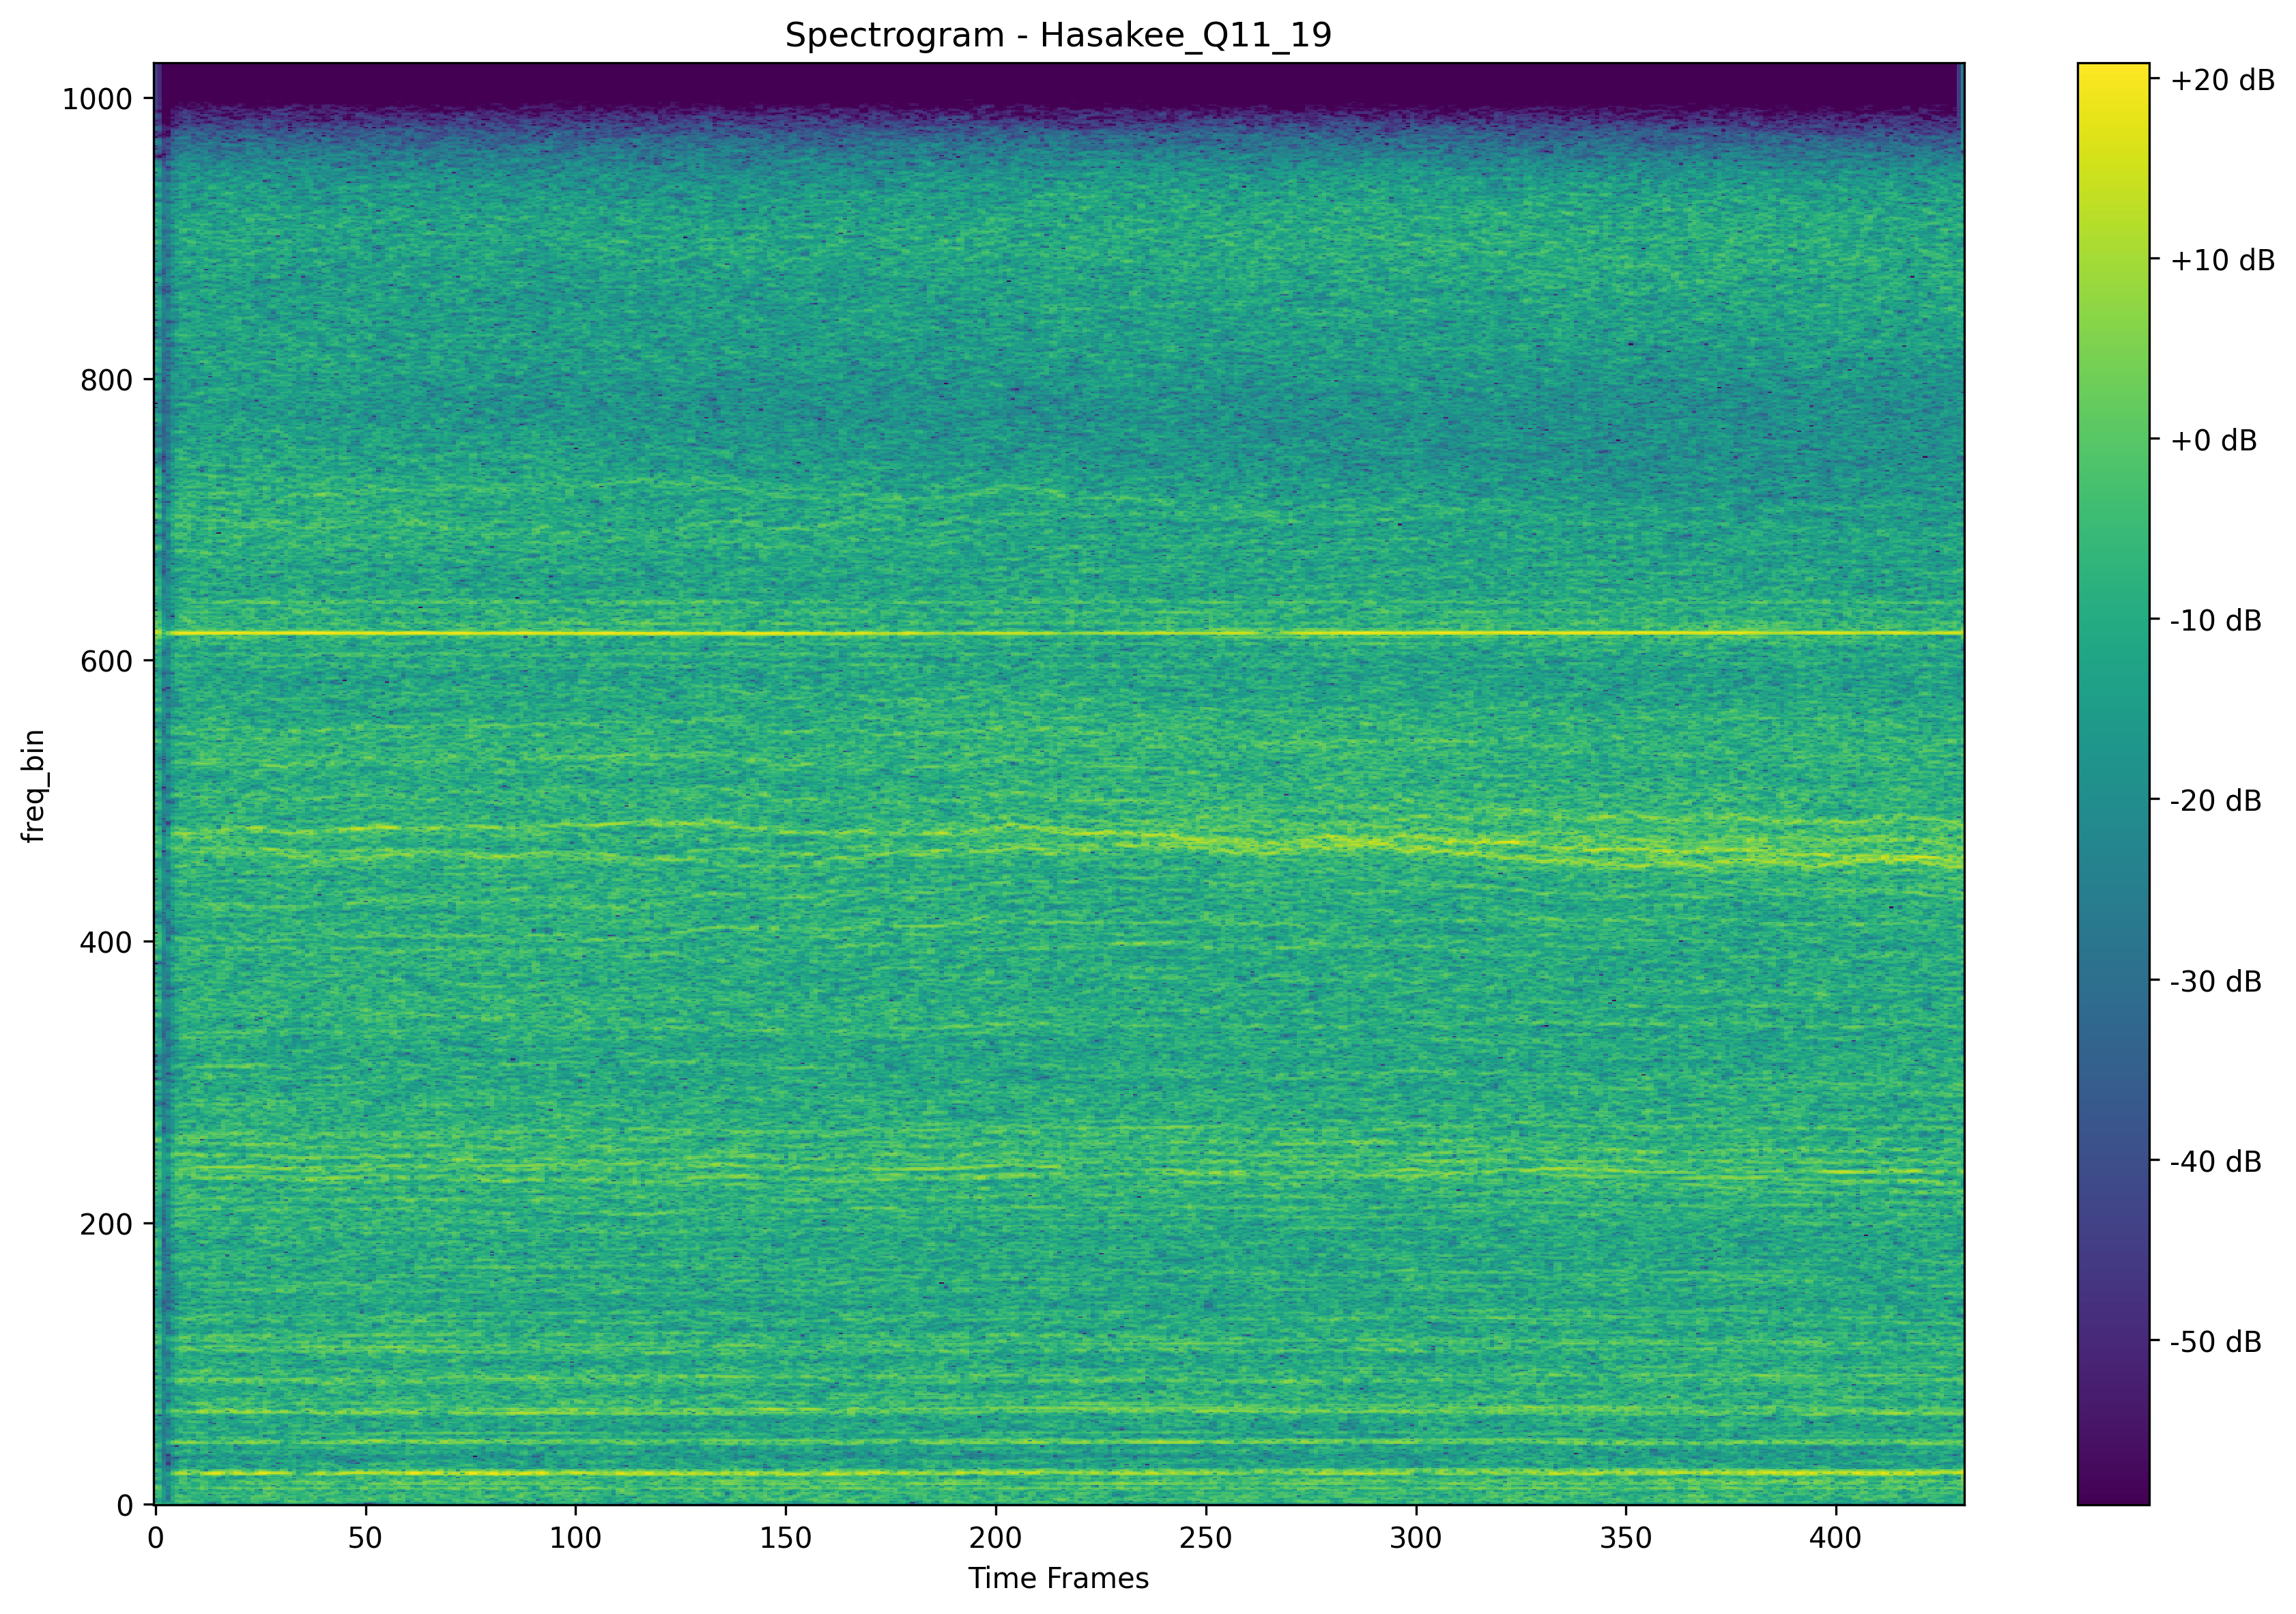 Spectrogram - Hasakee_Q11_19
1000
800
600
400
200
0
freq_bin
0 50 100 150 200 250 300 350 400
Time Frames
+20 dB
+10 dB
+0 dB
-10 dB
-20 dB
-30 dB
-40 dB
-50 dB